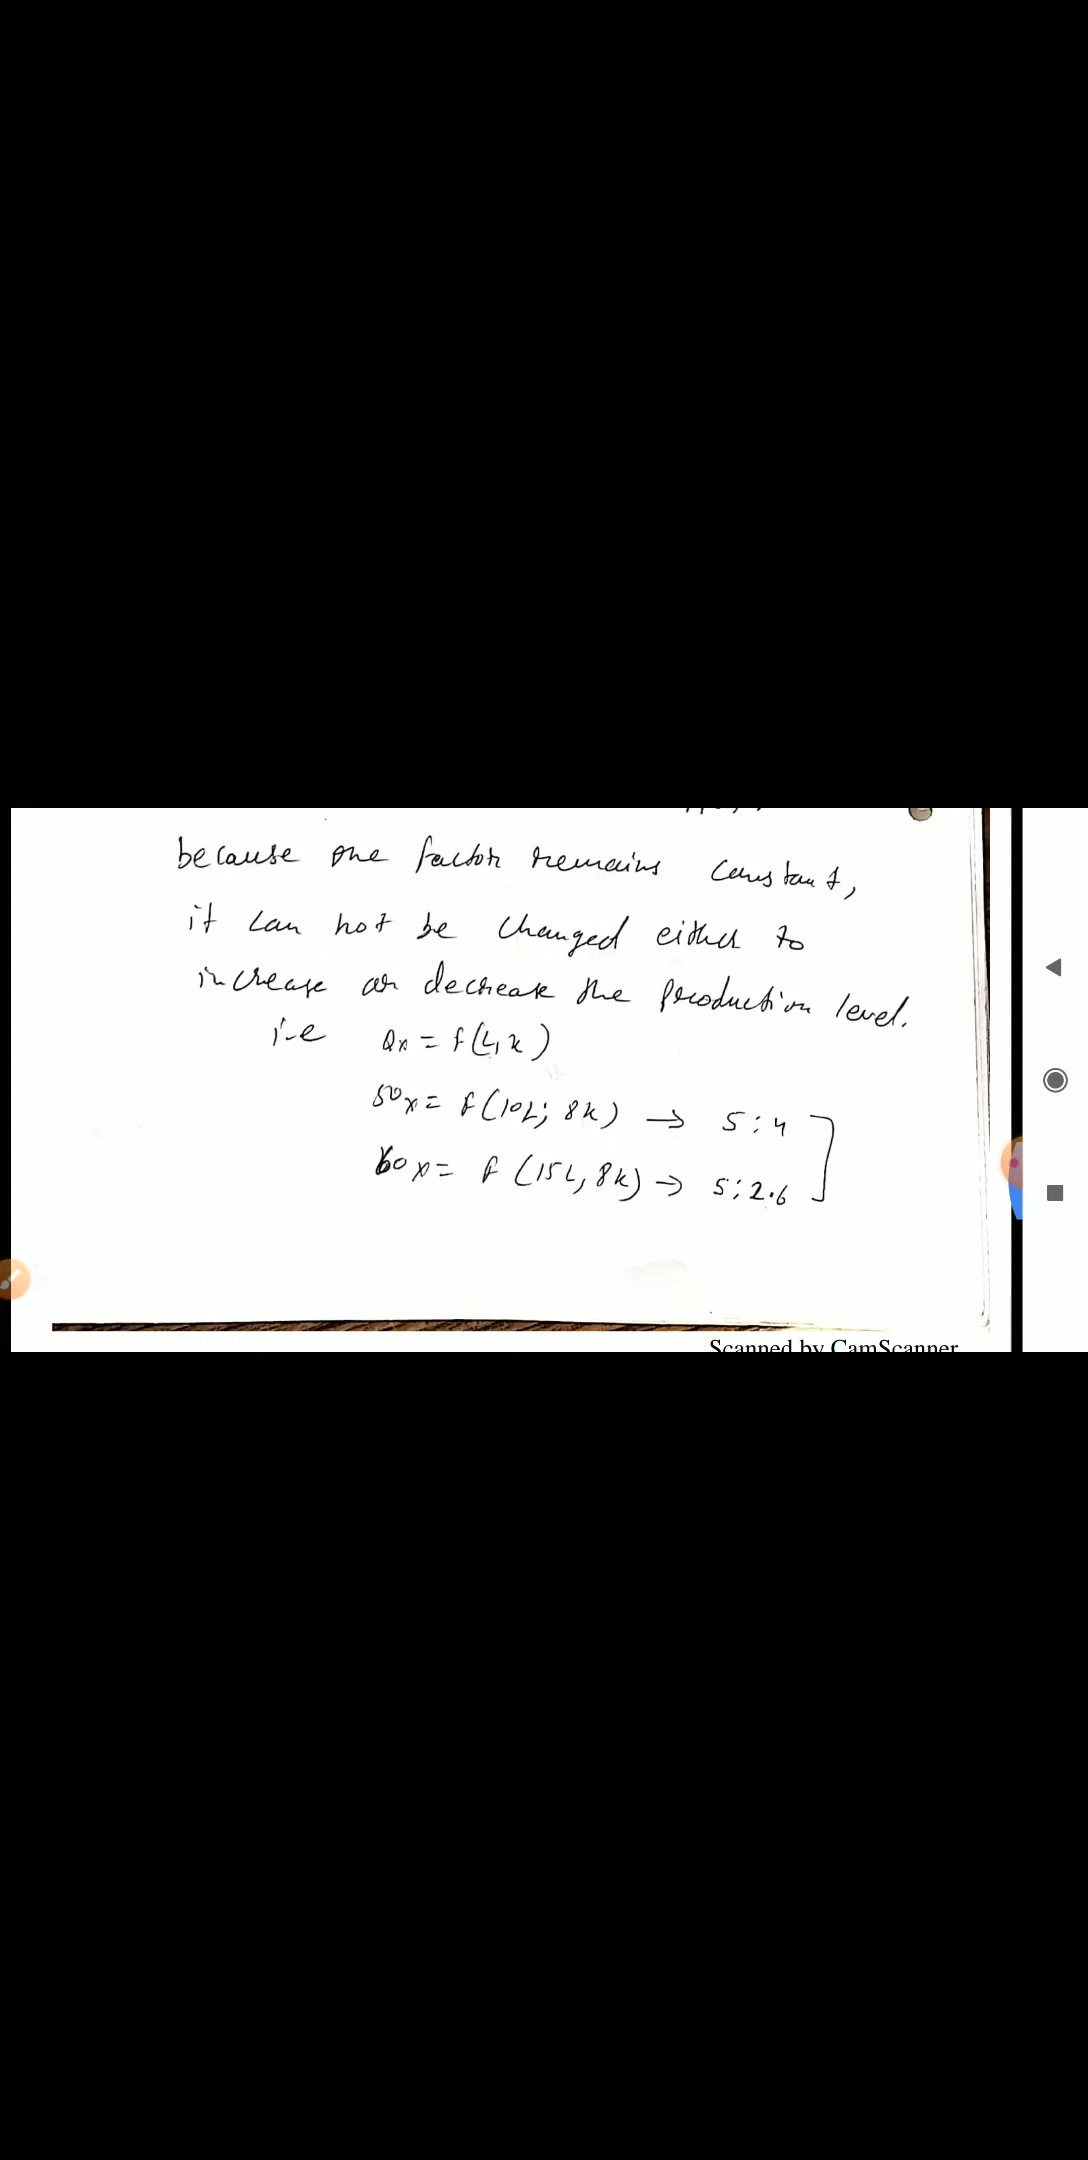 because one factor remains constant,
it can not be changed either to
increase or decrease the production level.
i-e Qx = f(L, K)
50x = f(10L; 8K) → 5:4
60x = f(15L, 8K) → 5:2.6
Scanned by CamScanner